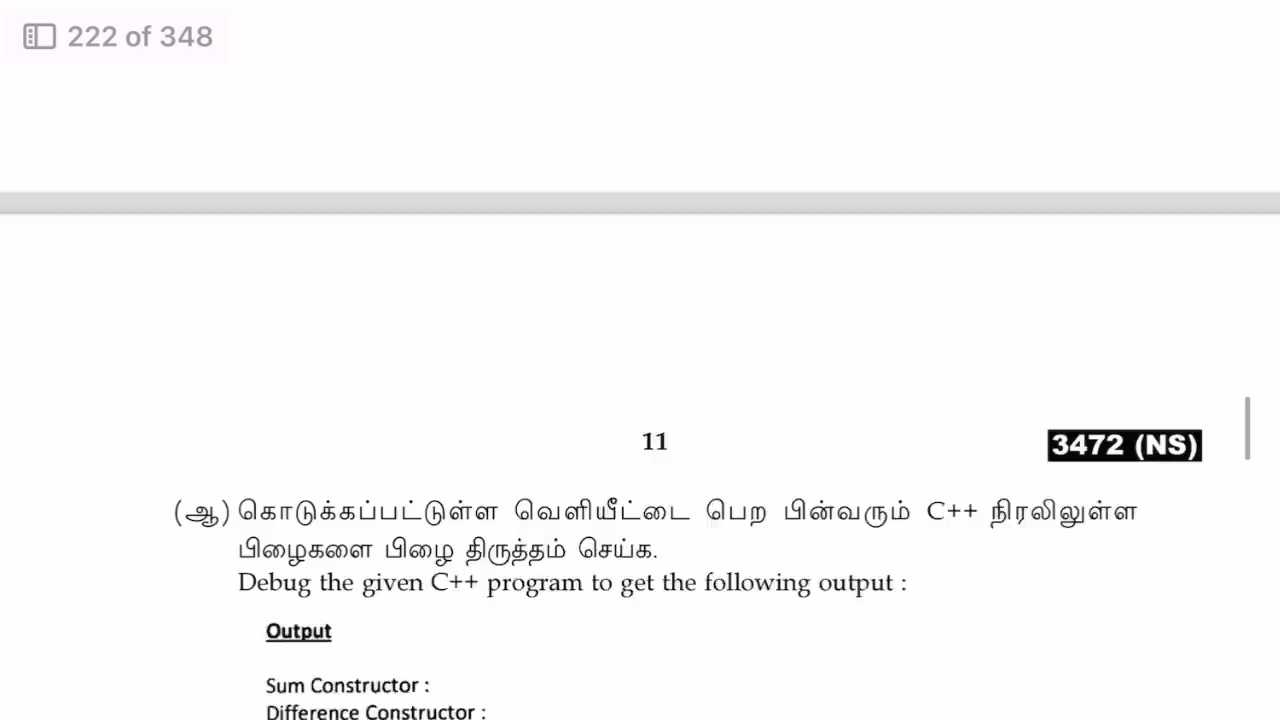 222 of 348
11
3472 (NS)
(ஆ) கொடுக்கப்பட்டுள்ள வெளியீட்டை பெற பின்வரும் C++ நிரலிலுள்ள
பிழைகளை பிழை திருத்தம் செய்க.
Debug the given C++ program to get the following output :
Output
Sum Constructor :
Difference Constructor :